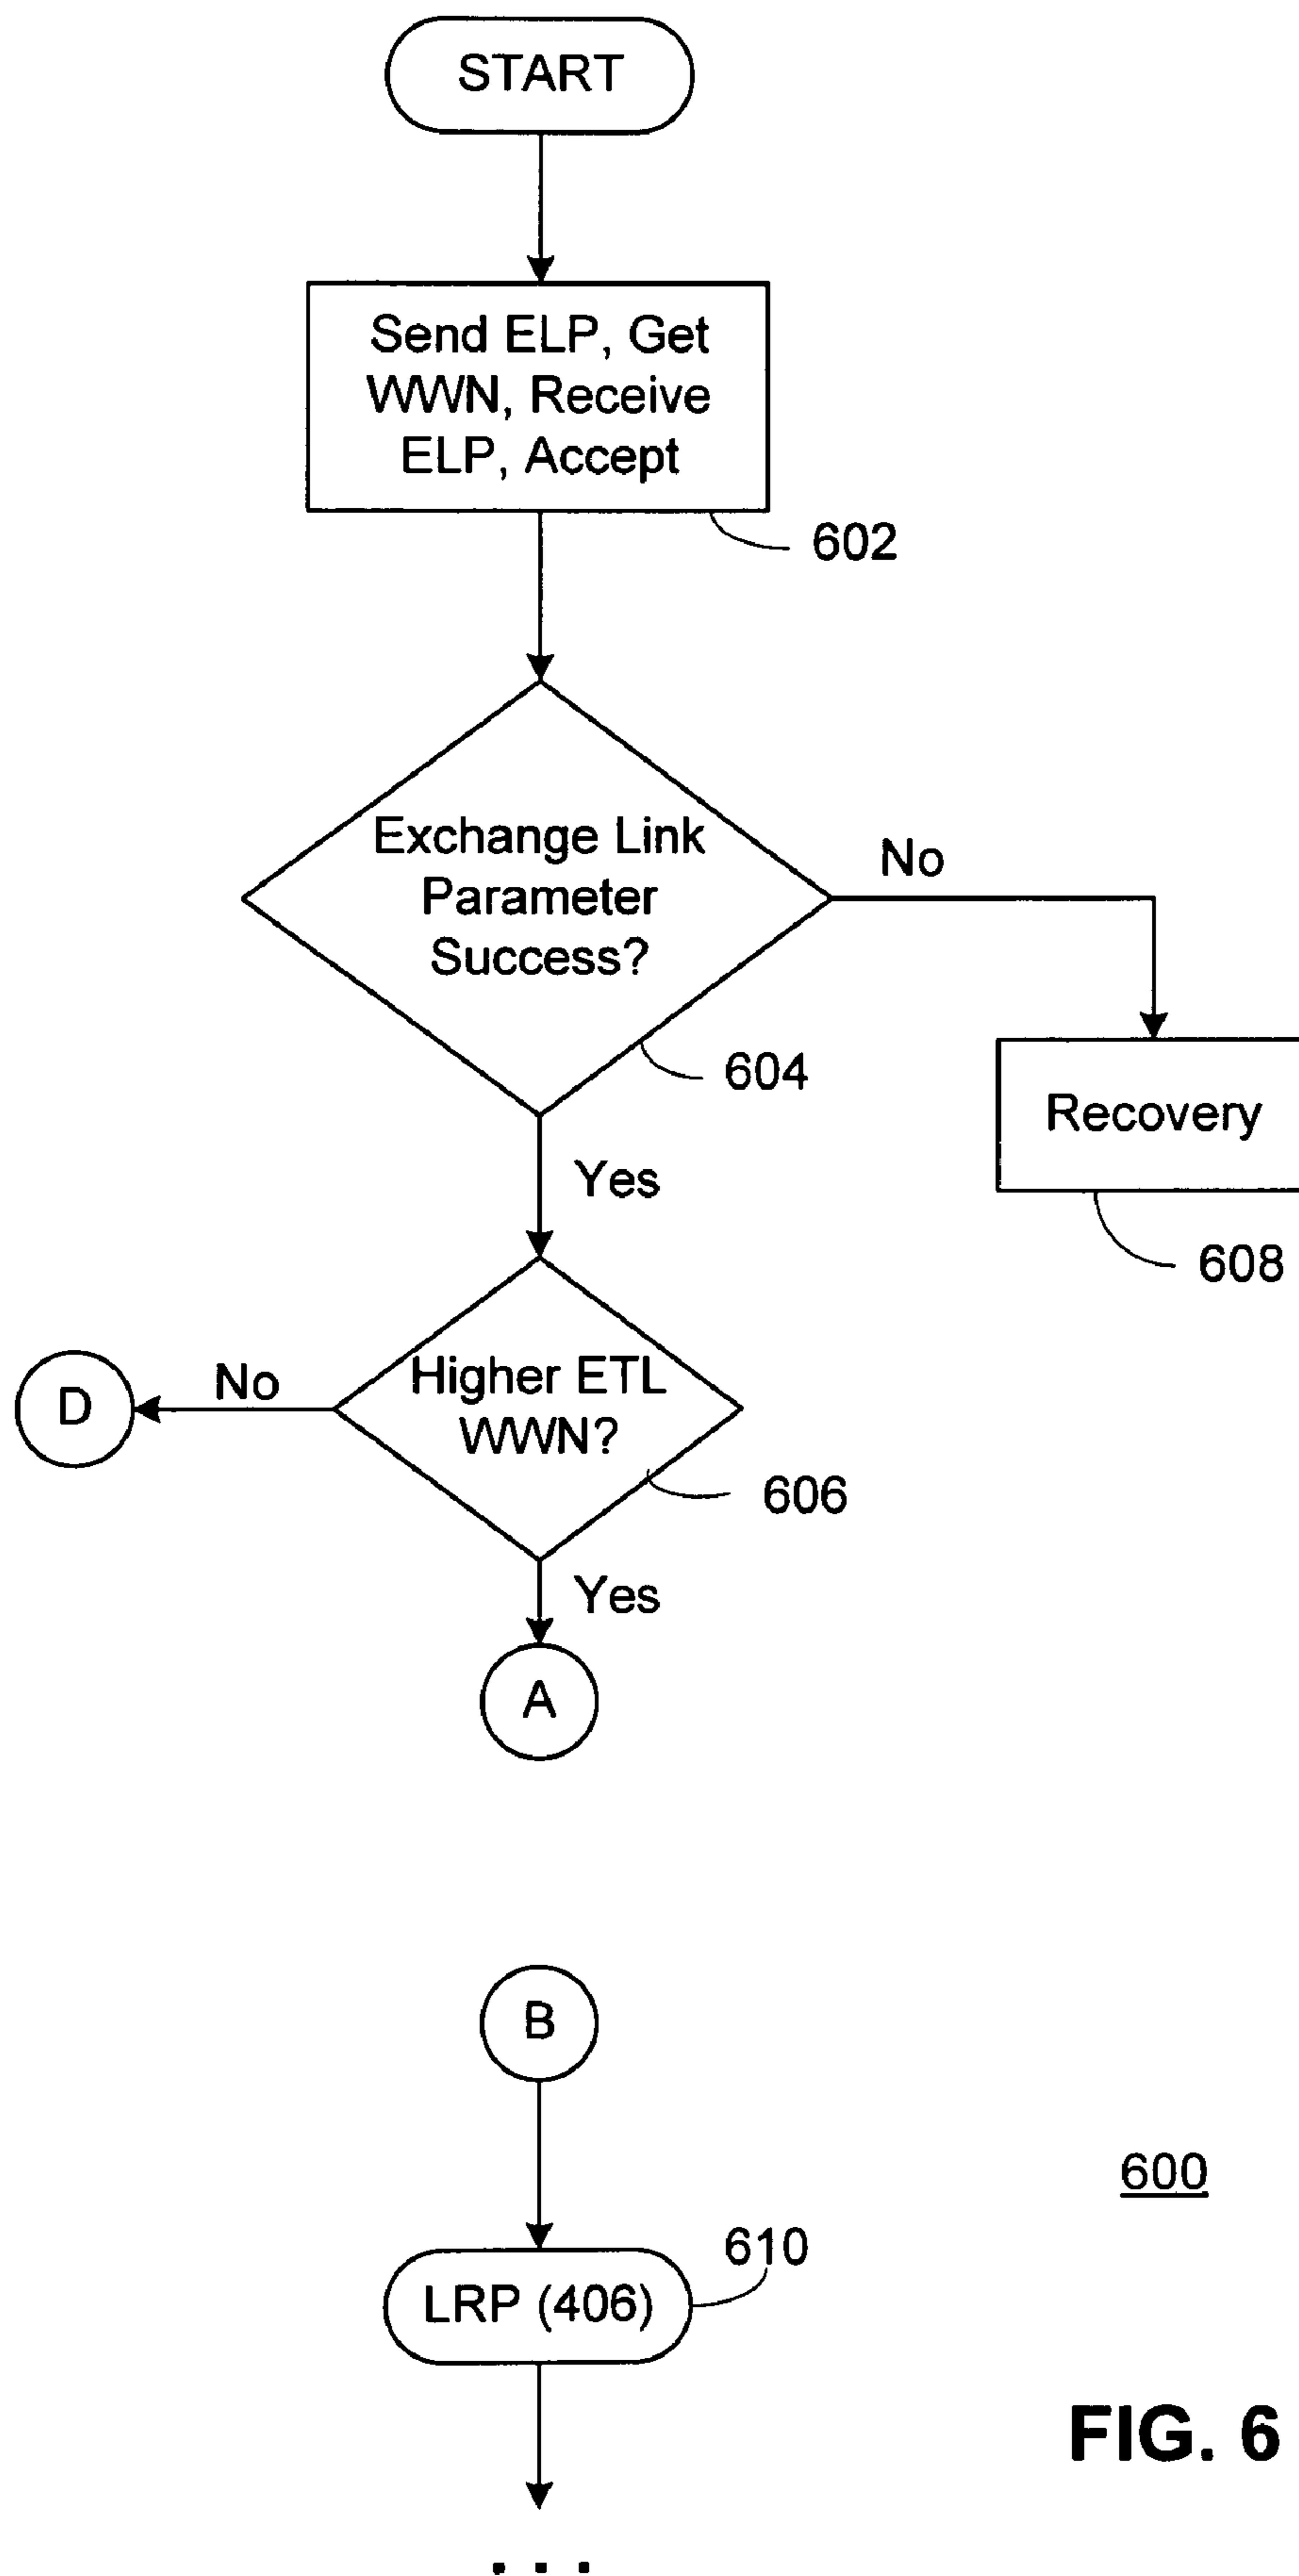 START
Send ELP, Get
WWN, Receive
ELP, Accept
602
Exchange Link
Parameter
Success?
No
604
Recovery
Yes
608
Higher ETL
WWN?
No
D
606
Yes
A
B
600
610
LRP (406)
FIG. 6
. . .